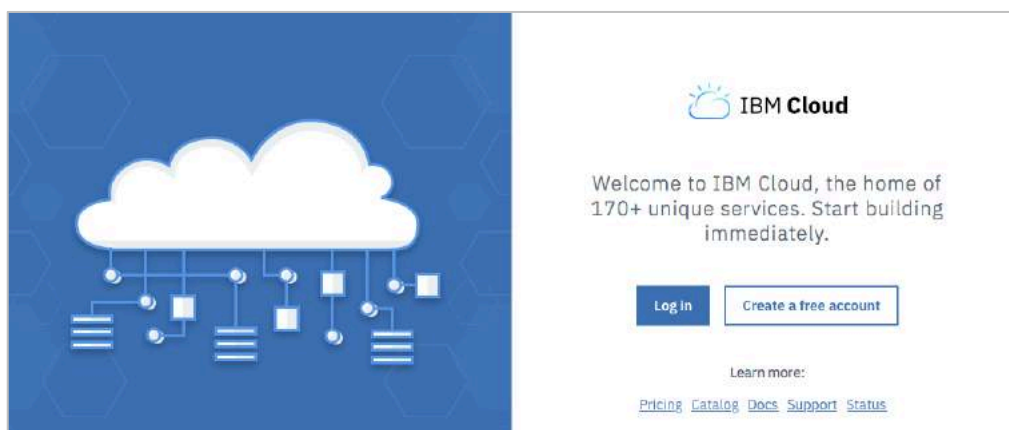 IBM Cloud
Welcome to IBM Cloud, the home of
170+ unique services. Start building
immediately.
Log in Create a free account
Learn more:
Pricing Catalog Docs Support Status